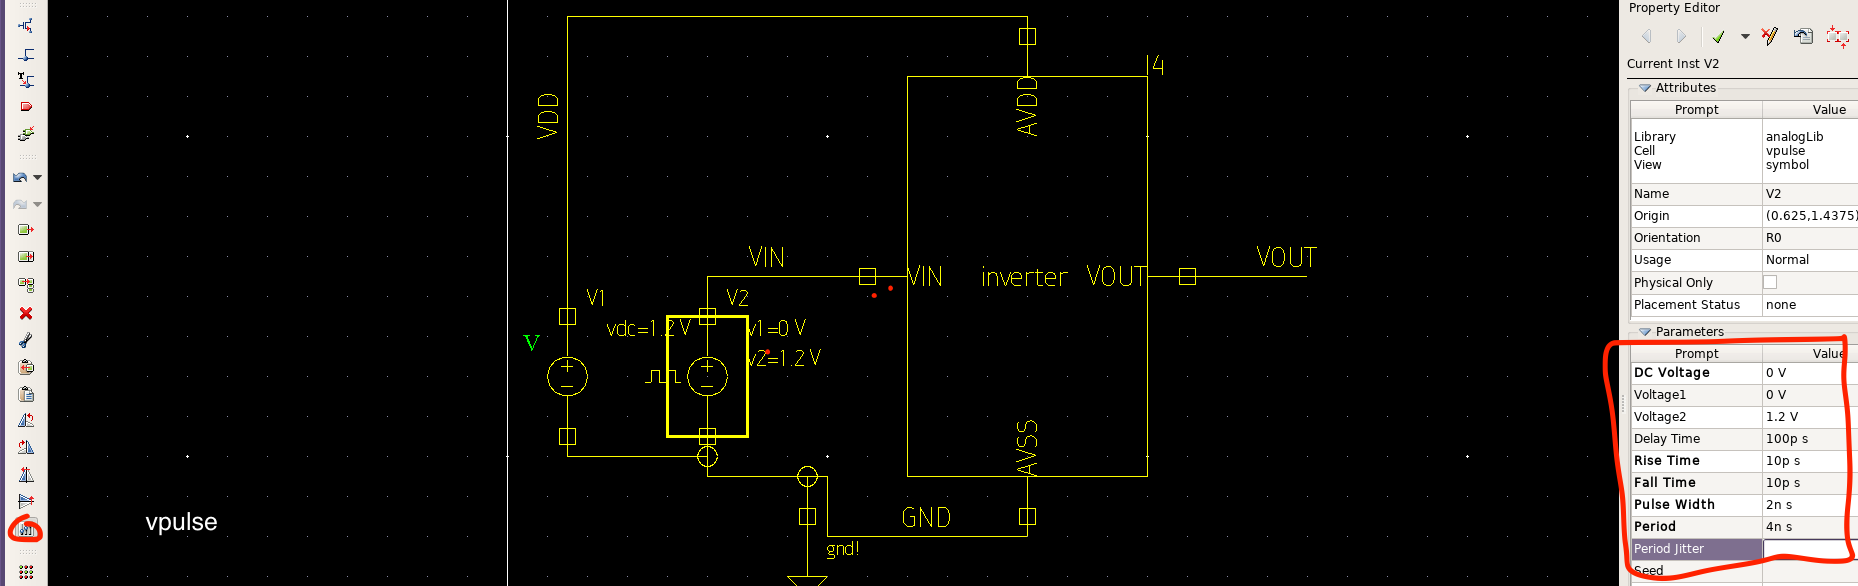 VDD
AVDD
I4
VIN
VIN
inverter
VOUT
VOUT
V1
V
vdc=1.2 V
V2
v1=0 V
v2=1.2 V
AVSS
GND
gnd!
vpulse
Property Editor
Current Inst V2
Attributes
Prompt Value
Library analogLib
Cell vpulse
View symbol
Name V2
Origin (0.625,1.4375)
Orientation R0
Usage Normal
Physical Only
Placement Status none
Parameters
Prompt Value
DC Voltage 0 V
Voltage1 0 V
Voltage2 1.2 V
Delay Time 100p s
Rise Time 10p s
Fall Time 10p s
Pulse Width 2n s
Period 4n s
Period Jitter
Seed